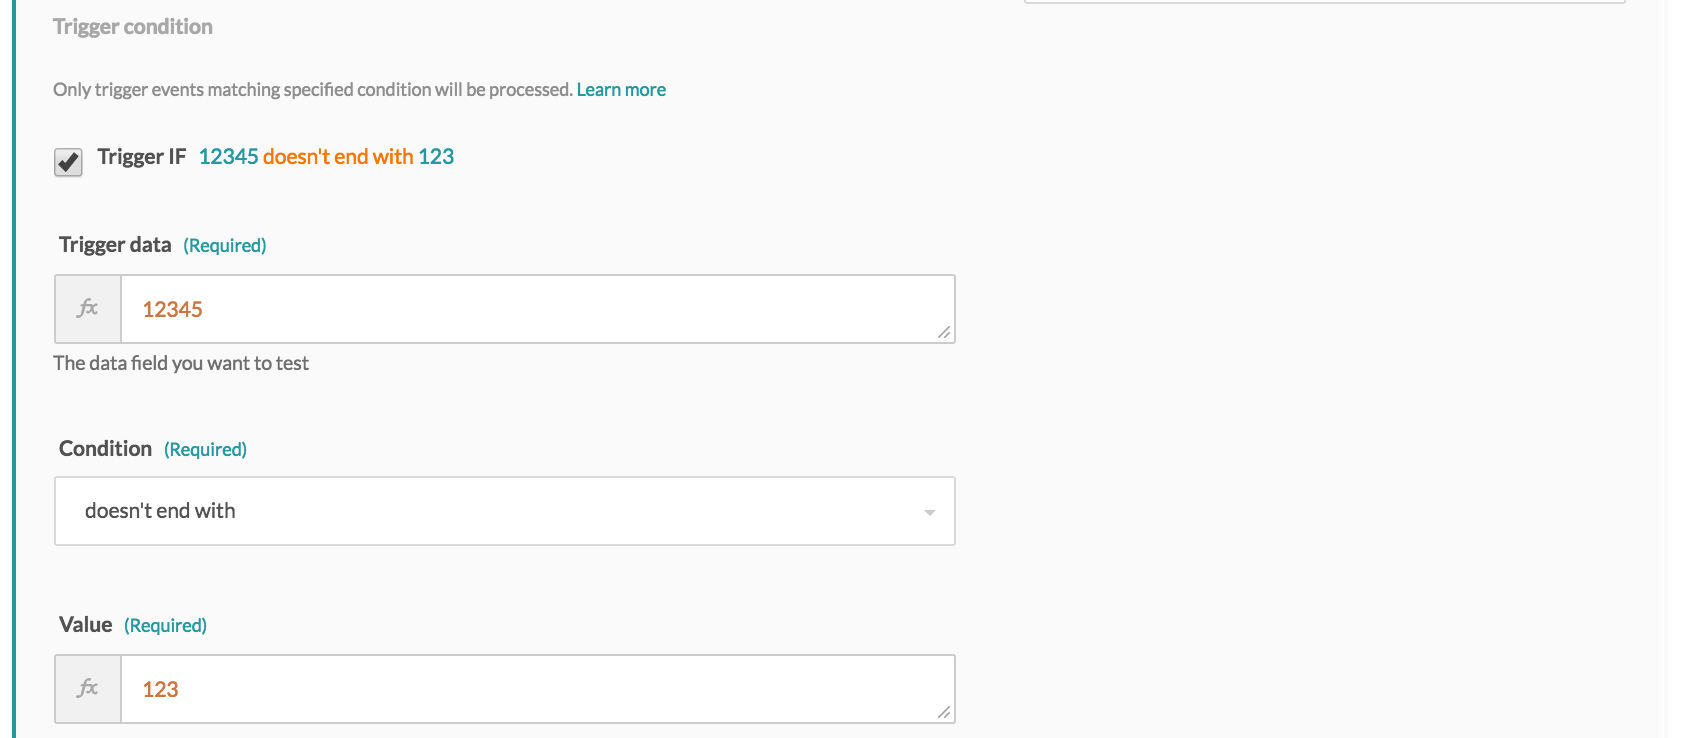 Trigger condition
Only trigger events matching specified condition will be processed. Learn more
Trigger IF 12345 doesn't end with 123
Trigger data (Required)
fx 12345
The data field you want to test
Condition (Required)
doesn't end with
Value (Required)
fx 123